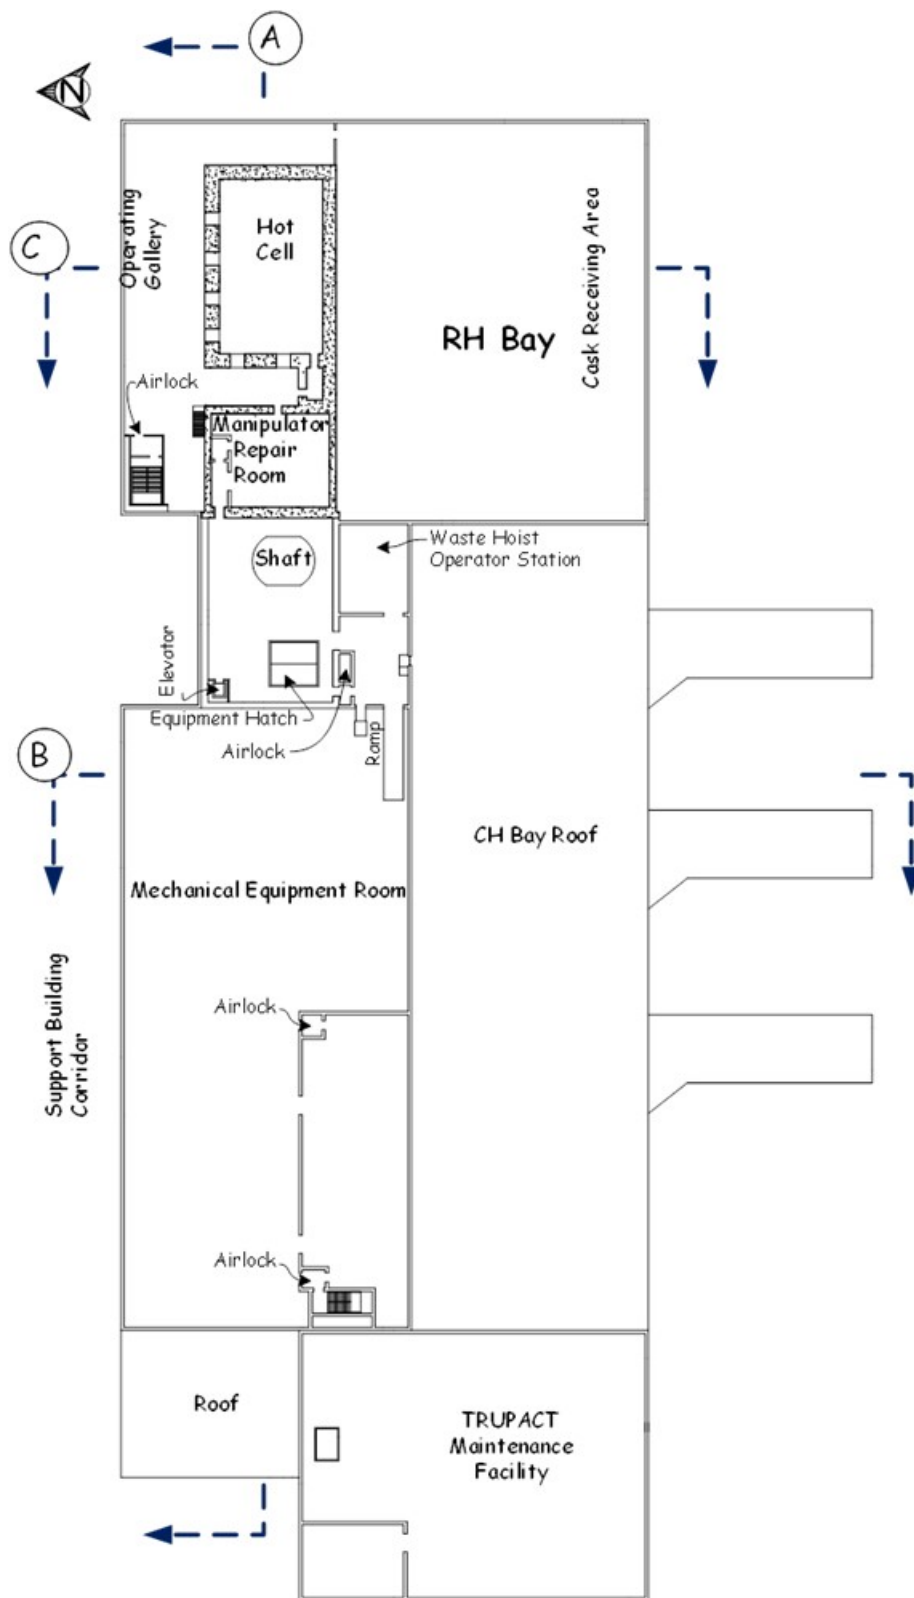 A
N
C
Operating
Gallery
Hot
Cell
Cask Receiving Area
RH Bay
Airlock
Manipulator
Repair
Room
Waste Hoist
Operator Station
Shaft
Elevator
Equipment Hatch
Airlock
Ramp
B
CH Bay Roof
Mechanical Equipment Room
Support Building
Corridor
Airlock
Airlock
Roof
TRUPACT
Maintenance
Facility